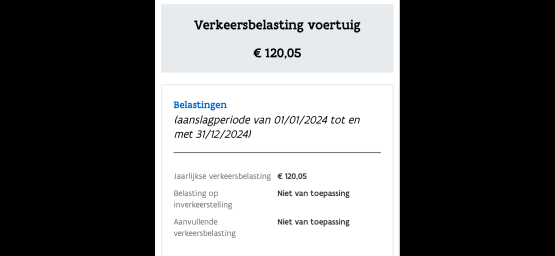 Verkeersbelasting voertuig
€ 120,05
Belastingen
(aanslagperiode van 01/01/2024 tot en
met 31/12/2024)
Jaarlijkse verkeersbelasting € 120,05
Belasting op Niet van toepassing
inverkeerstelling
Aanvullende Niet van toepassing
verkeersbelasting